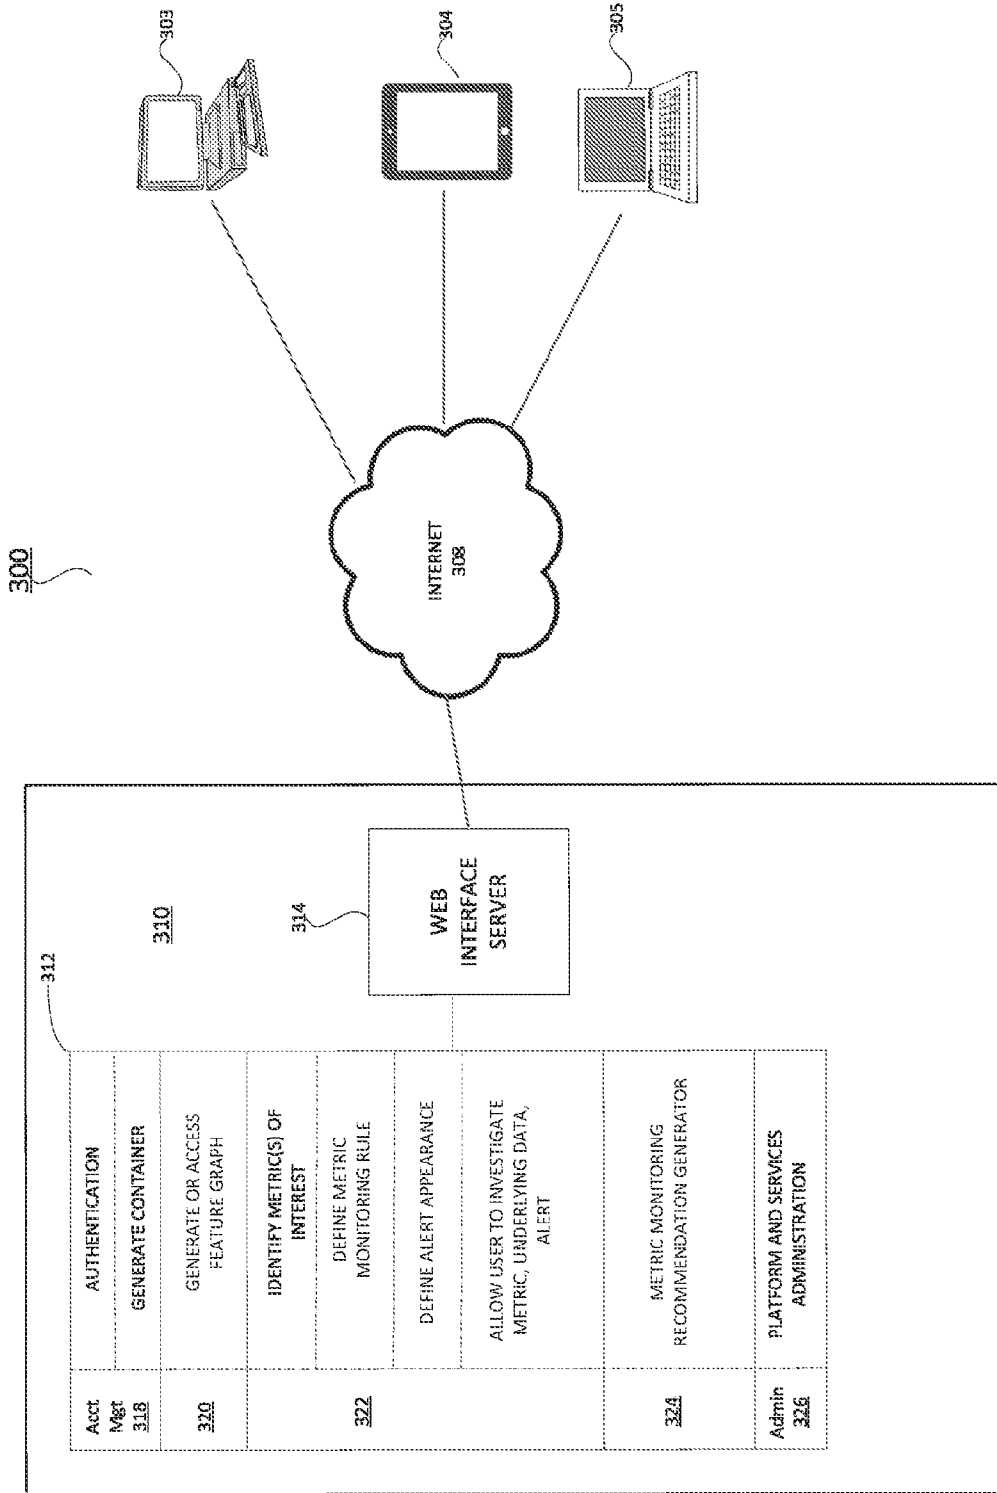 300
303
304
305
INTERNET
308
310
312
314
WEB
INTERFACE
SERVER
Acct
Mgt
318
AUTHENTICATION
GENERATE CONTAINER
320
GENERATE OR ACCESS
FEATURE GRAPH
322
IDENTIFY METRIC(S) OF
INTEREST
DEFINE METRIC
MONITORING RULE
DEFINE ALERT APPEARANCE
ALLOW USER TO INVESTIGATE
METRIC, UNDERLYING DATA,
ALERT
324
METRIC MONITORING
RECOMMENDATION GENERATOR
Admin
326
PLATFORM AND SERVICES
ADMINISTRATION